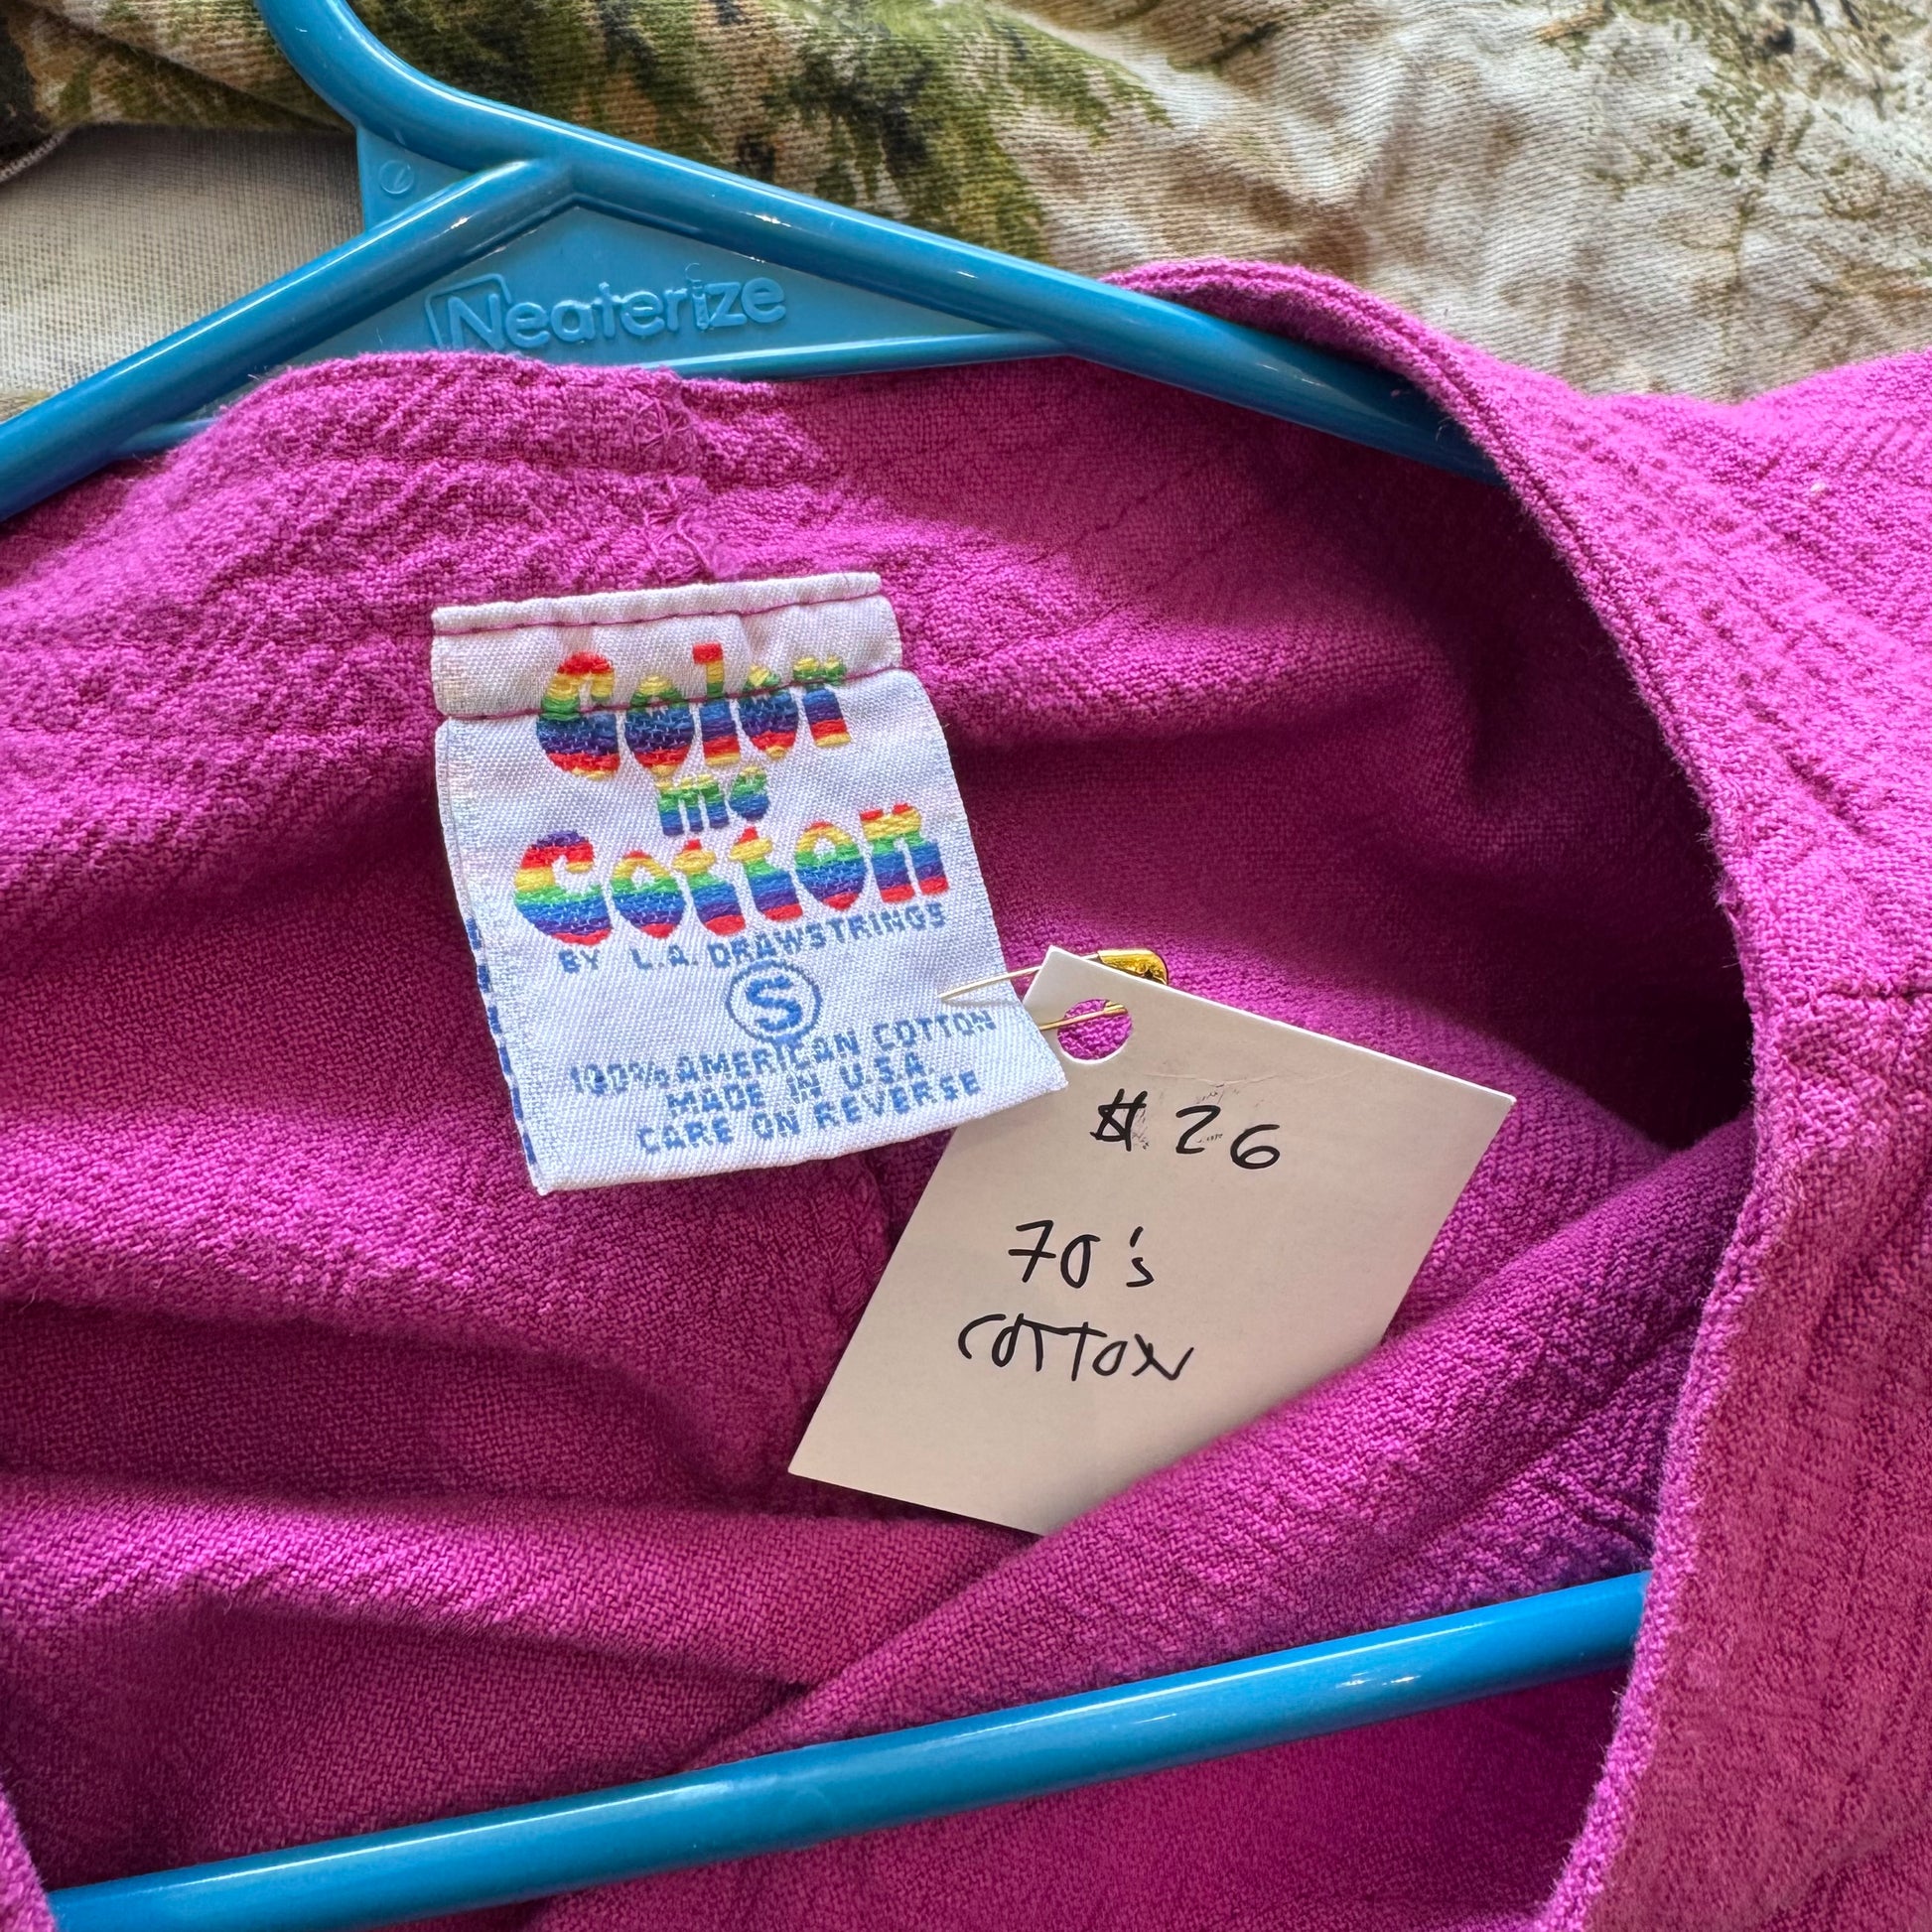 Neaterize
Color
me
Cotton
BY L.A. DRAWSTRINGS
S
100% AMERICAN COTTON
MADE IN U.S.A.
CARE ON REVERSE
$26
70's
COTTON